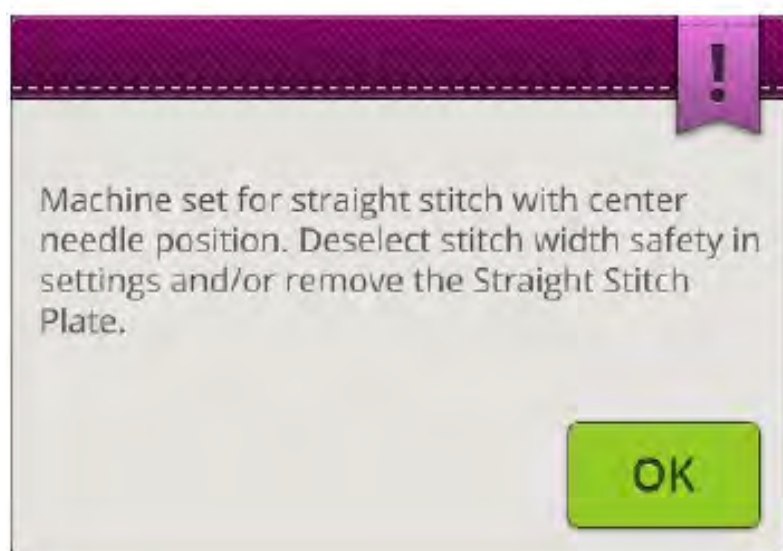 !
Machine set for straight stitch with center
needle position. Deselect stitch width safety in
settings and/or remove the Straight Stitch
Plate.
OK